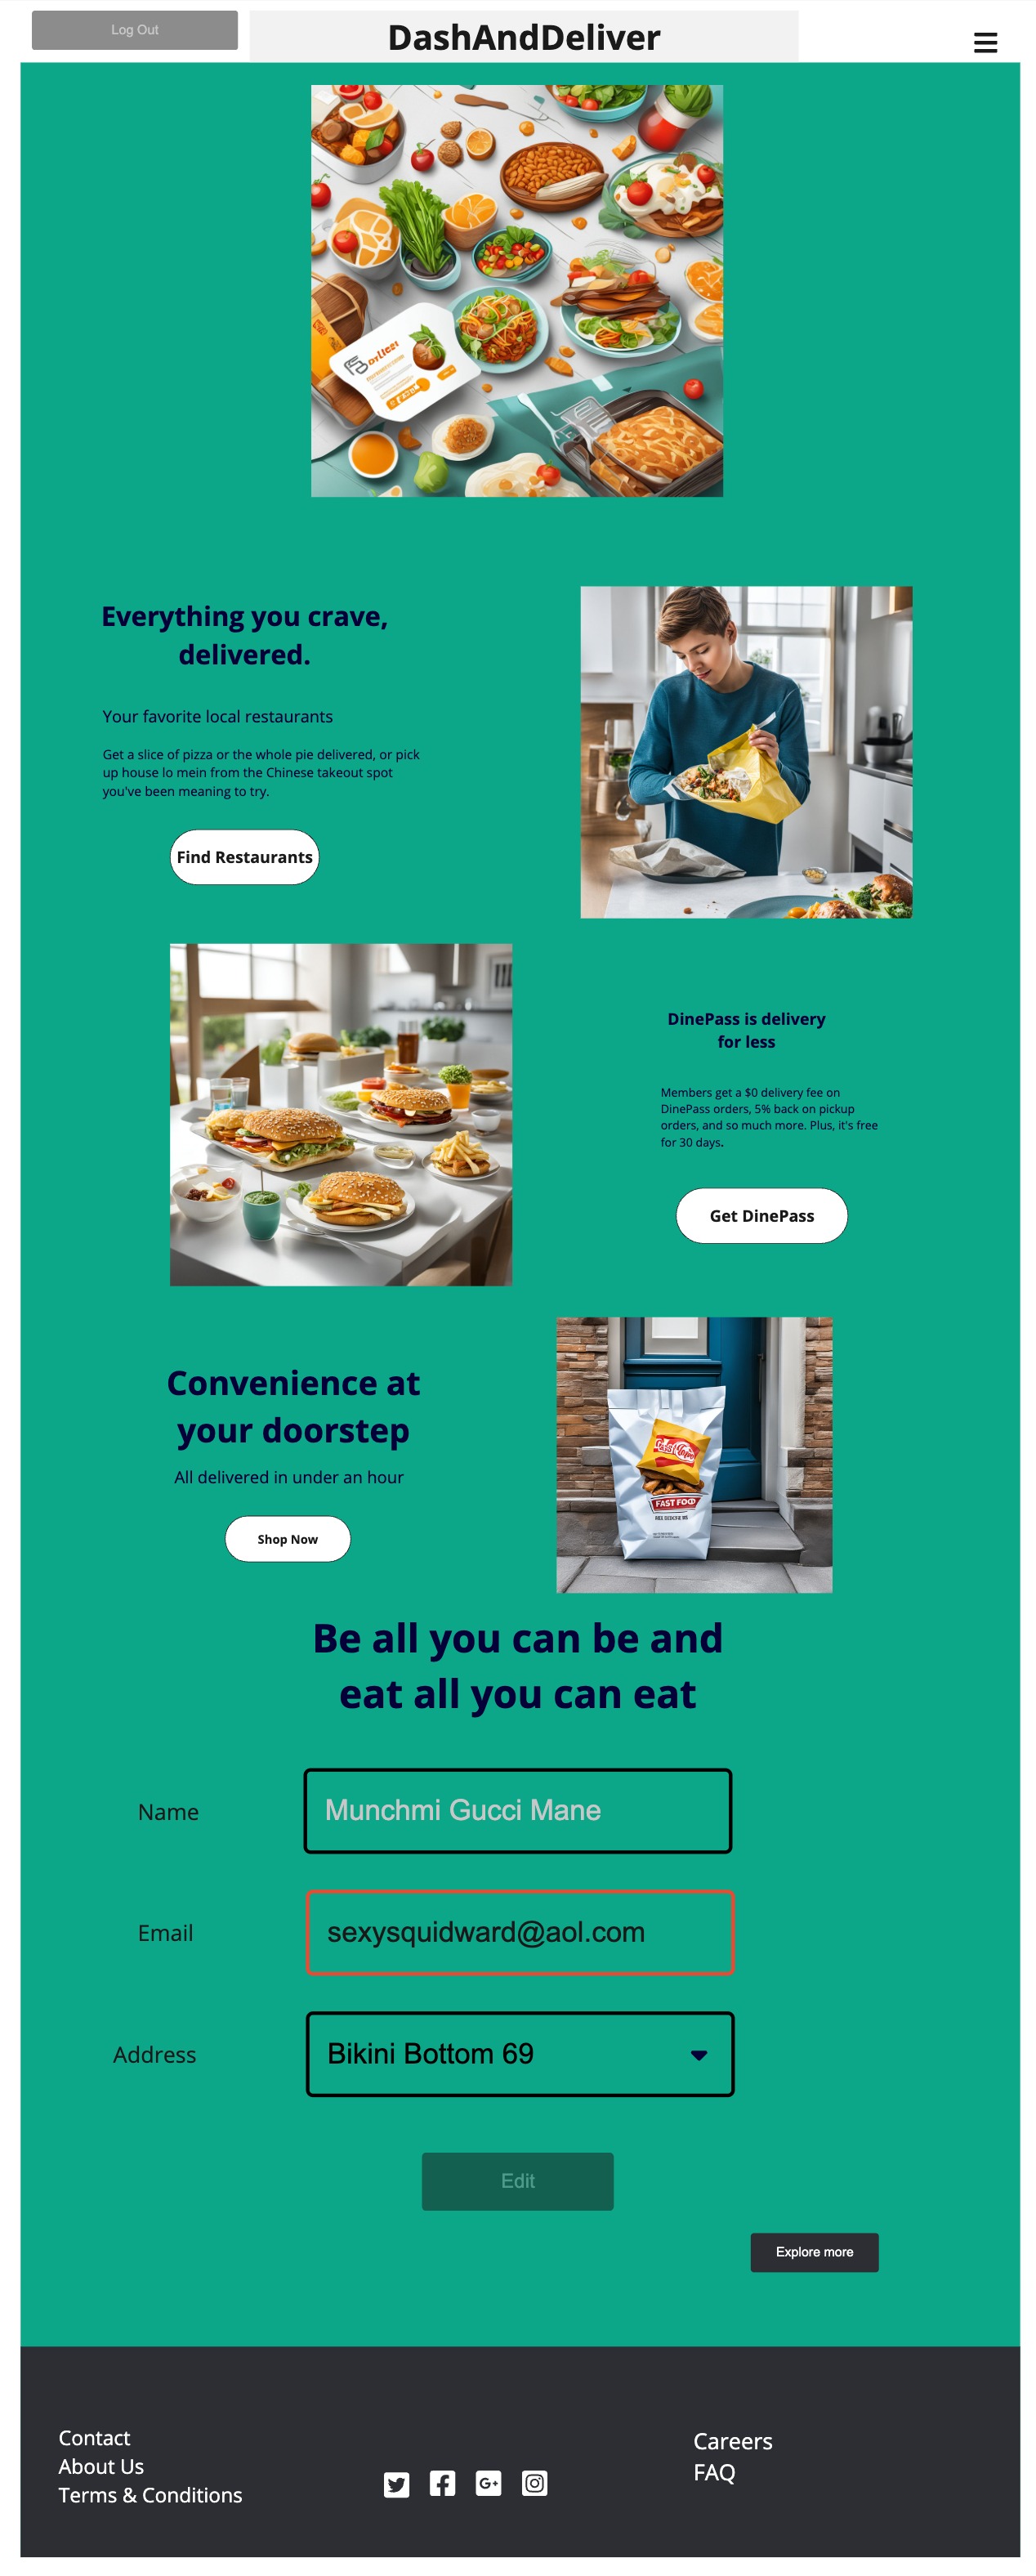 Log Out
DashAndDeliver
Everything you crave,
delivered.
Your favorite local restaurants
Get a slice of pizza or the whole pie delivered, or pick
up house lo mein from the Chinese takeout spot
you've been meaning to try.
Find Restaurants
DinePass is delivery
for less
Members get a $0 delivery fee on
DinePass orders, 5% back on pickup
orders, and so much more. Plus, it's free
for 30 days.
Get DinePass
Convenience at
your doorstep
All delivered in under an hour
Shop Now
FAST FOOD
Be all you can be and
eat all you can eat
Name
Munchmi Gucci Mane
Email
sexysquidward@aol.com
Address
Bikini Bottom 69
Edit
Explore more
Contact
About Us
Terms & Conditions
G+
Careers
FAQ